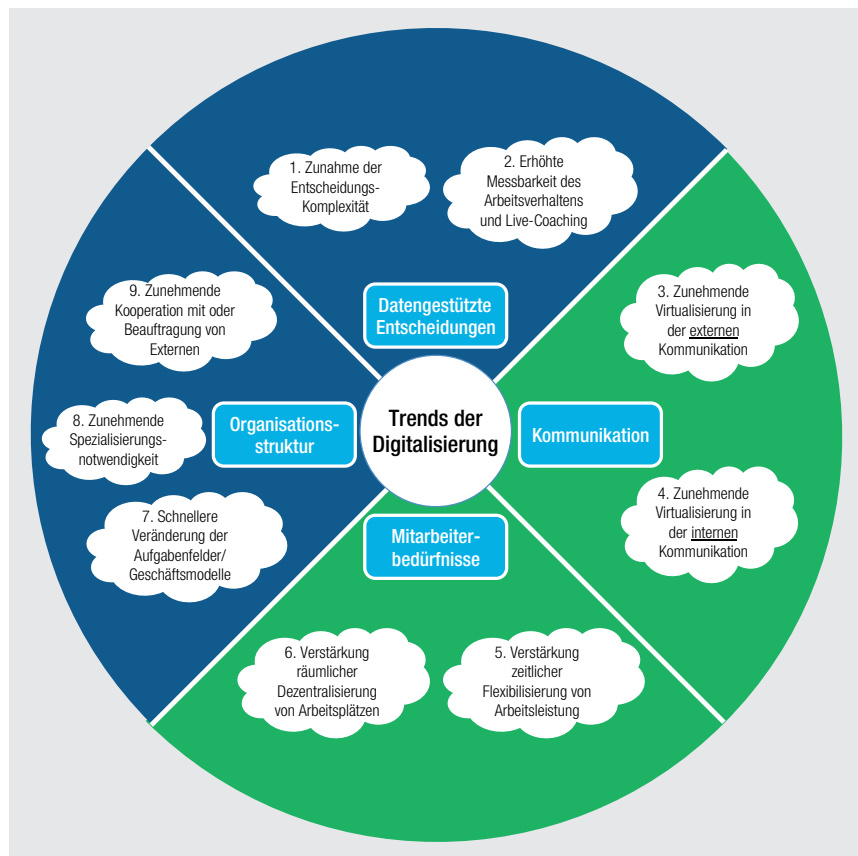 1. Zunahme der
Entscheidungs-
Komplexität
2. Erhöhte
Messbarkeit des
Arbeitsverhaltens
und Live-Coaching
3. Zunehmende
Virtualisierung in
der externen
Kommunikation
4. Zunehmende
Virtualisierung in
der internen
Kommunikation
5. Verstärkung
zeitlicher
Flexibilisierung von
Arbeitsleistung
6. Verstärkung
räumlicher
Dezentralisierung
von Arbeitsplätzen
7. Schnellere
Veränderung der
Aufgabenfelder/
Geschäftsmodelle
8. Zunehmende
Spezialisierungs-
notwendigkeit
9. Zunehmende
Kooperation mit oder
Beauftragung von
Externen
Datengestützte
Entscheidungen
Organisations-
struktur
Trends der
Digitalisierung
Kommunikation
Mitarbeiter-
bedürfnisse